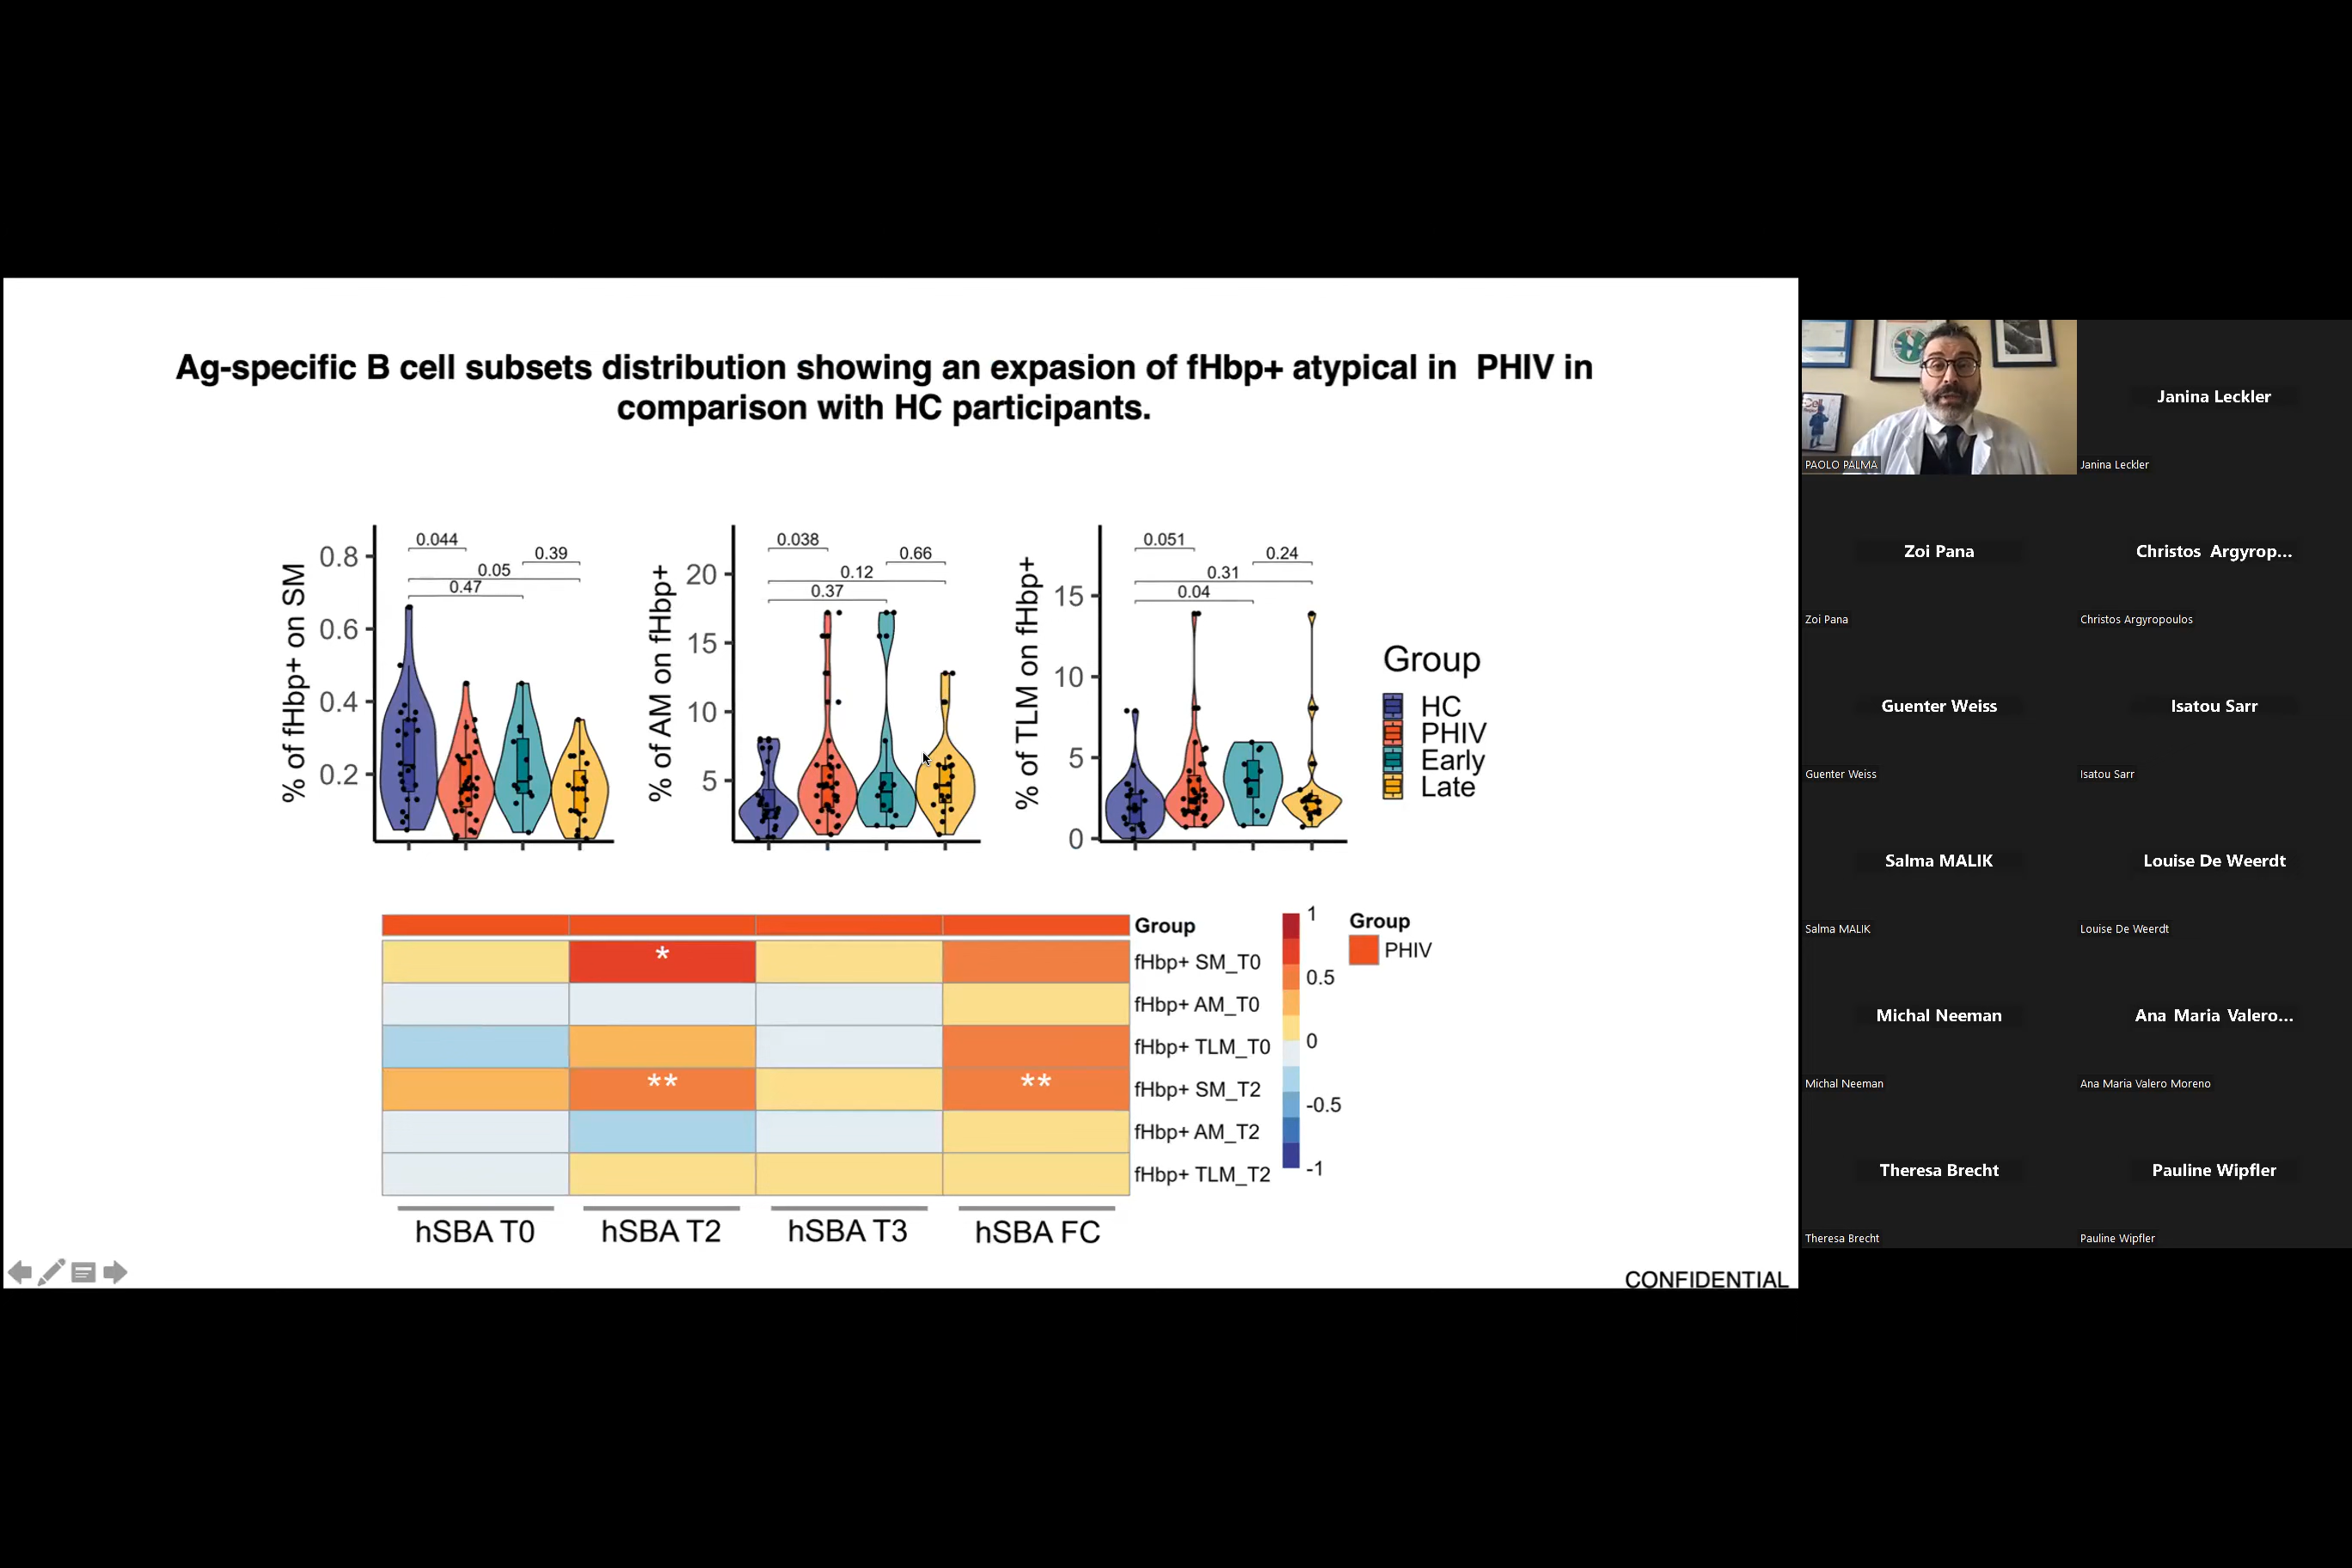 Ag-specific B cell subsets distribution showing an expasion of fHbp+ atypical in PHIV in
comparison with HC participants.
% of fHbp+ on SM
0.8
0.6
0.4
0.2
0.044
0.39
0.05
0.47
% of AM on fHbp+
20
15
10
5
0.038
0.66
0.12
0.37
% of TLM on fHbp+
15
10
5
0
0.051
0.24
0.31
0.04
Group
HC
PHIV
Early
Late
*
**
**
Group
fHbp+ SM_T0
fHbp+ AM_T0
fHbp+ TLM_T0
fHbp+ SM_T2
fHbp+ AM_T2
fHbp+ TLM_T2
1
0.5
0
-0.5
-1
Group
PHIV
hSBA T0
hSBA T2
hSBA T3
hSBA FC
CONFIDENTIAL
PAOLO PALMA
Janina Leckler
Janina Leckler
Zoi Pana
Zoi Pana
Christos Argyrop...
Christos Argyropoulos
Guenter Weiss
Guenter Weiss
Isatou Sarr
Isatou Sarr
Salma MALIK
Salma MALIK
Louise De Weerdt
Louise De Weerdt
Michal Neeman
Michal Neeman
Ana Maria Valero...
Ana Maria Valero Moreno
Theresa Brecht
Theresa Brecht
Pauline Wipfler
Pauline Wipfler